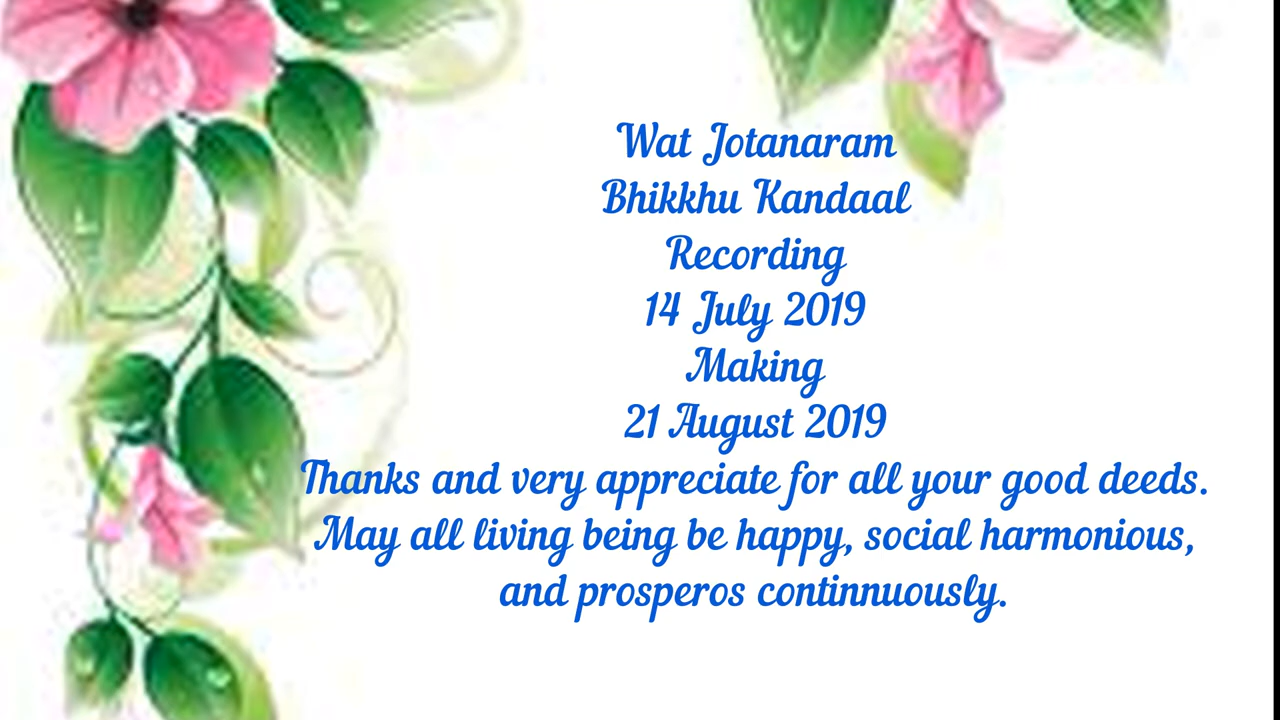 Wat Jotanaram
Bhikkhu Kandaal
Recording
14 July 2019
Making
21 August 2019
Thanks and very appreciate for all your good deeds.
May all living being be happy, social harmonious,
and prosperos continnuously.